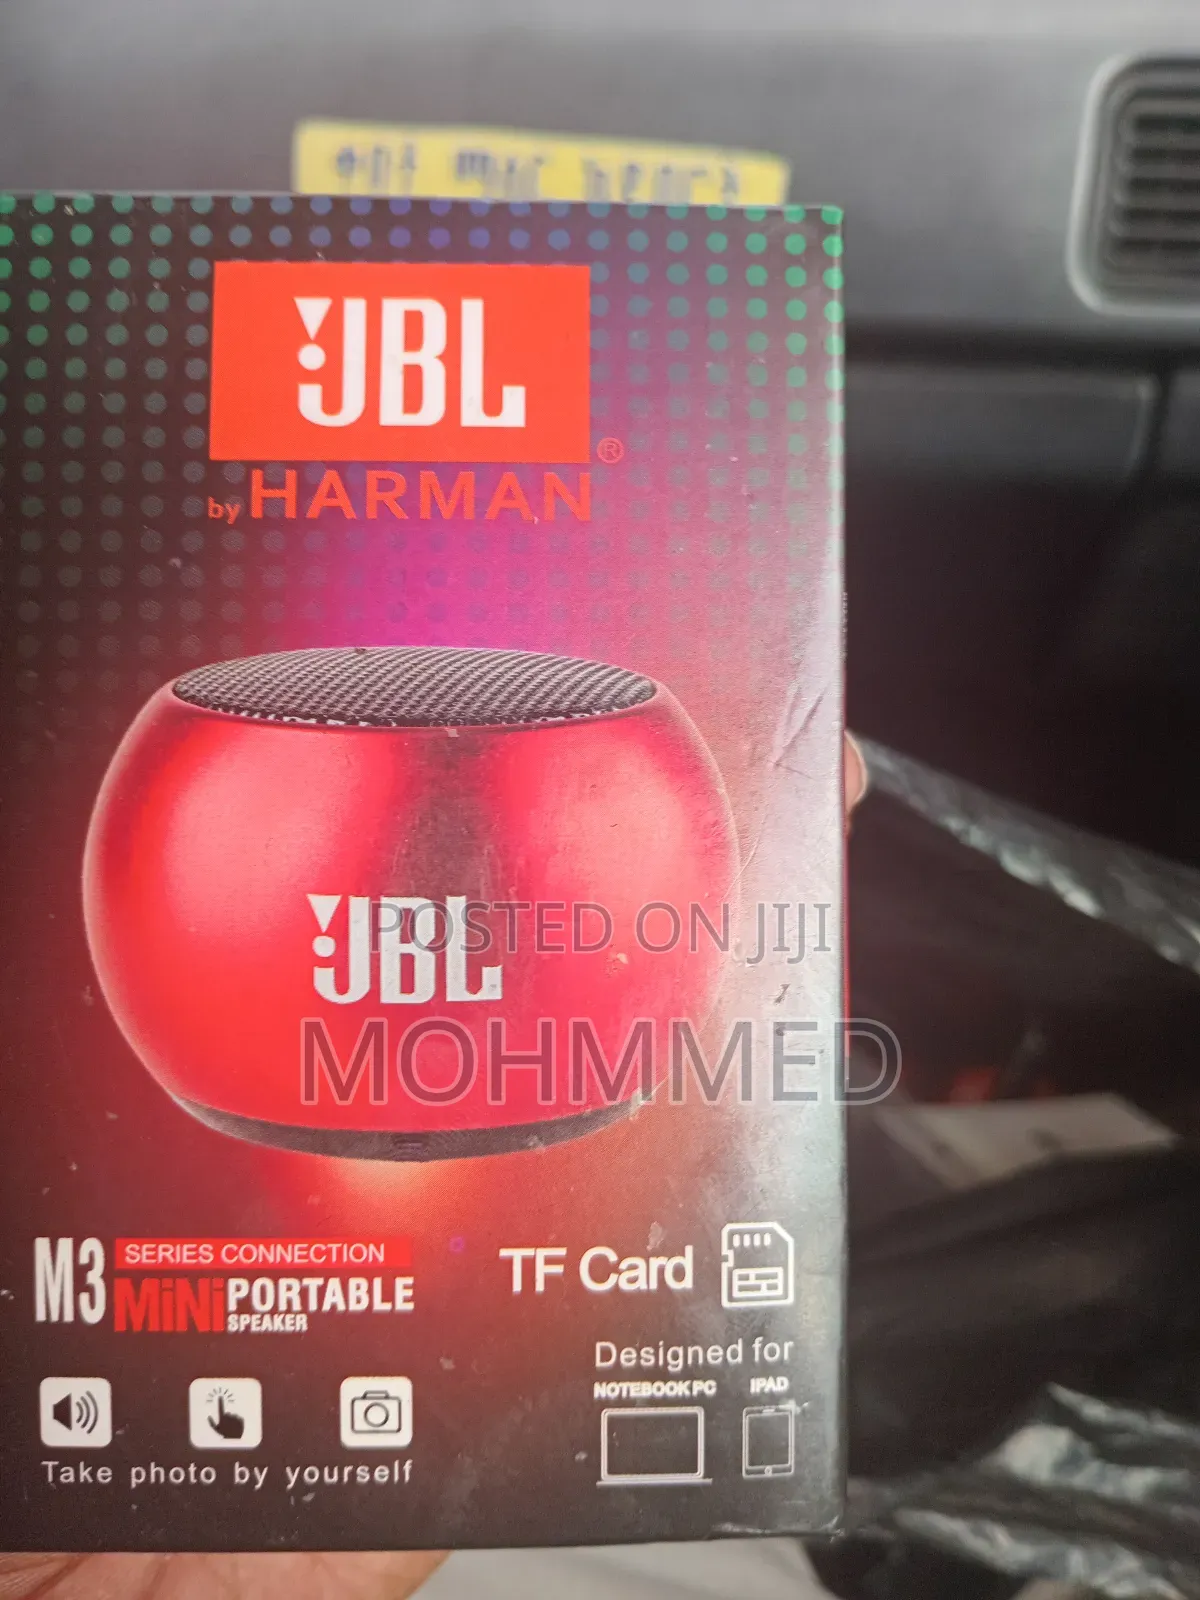 JBL
®
by HARMAN
JBL
POSTED ON JIJI
MOHMMED
M3 SERIES CONNECTION
MiNi PORTABLE
SPEAKER
TF Card
Designed for
NOTEBOOK PC IPAD
Take photo by yourself